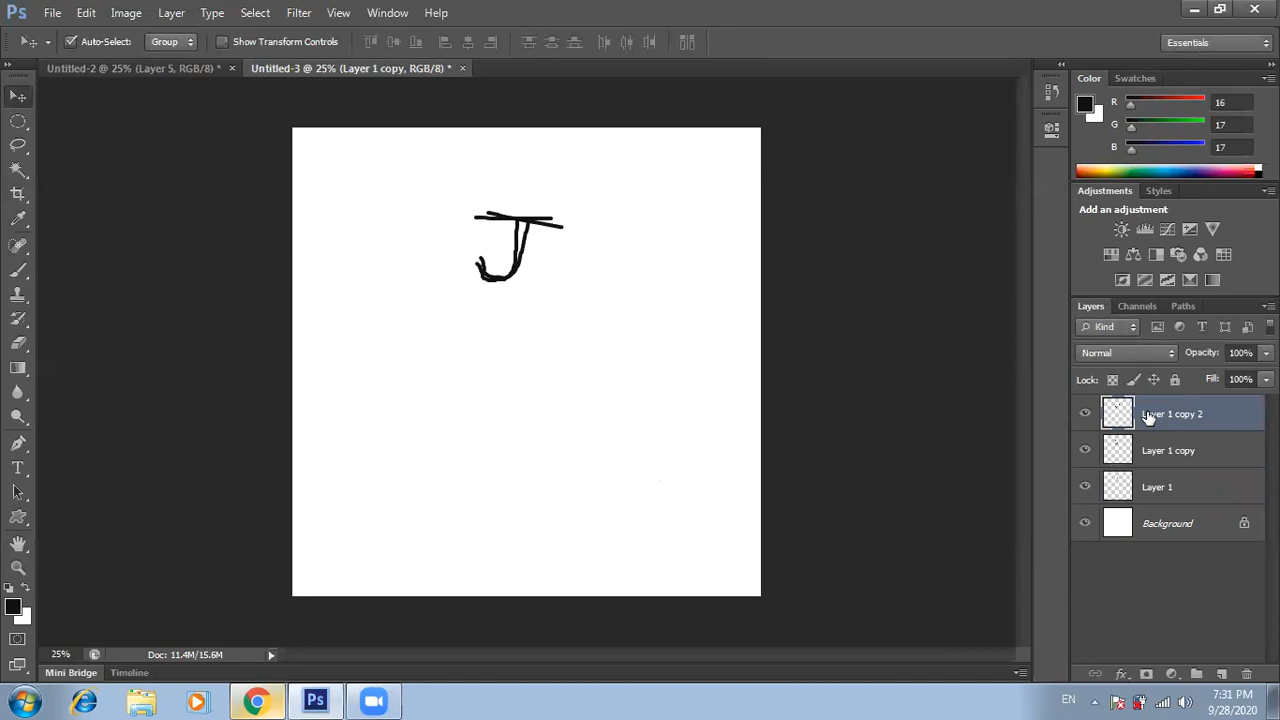 Ps File Edit Image Layer Type Select Filter View Window Help
Auto-Select: Group Show Transform Controls Essentials
Untitled-2 @ 25% (Layer 5, RGB/8) * × Untitled-3 @ 25% (Layer 1 copy, RGB/8) * ×
Color Swatches
R 16
G 17
B 17
Adjustments Styles
Add an adjustment
J
Layers Channels Paths
Kind
Normal Opacity: 100%
Lock: Fill: 100%
Layer 1 copy 2
Layer 1 copy
Layer 1
Background
25% Doc: 11.4M/15.6M
Mini Bridge Timeline
Ps EN 7:31 PM
9/28/2020